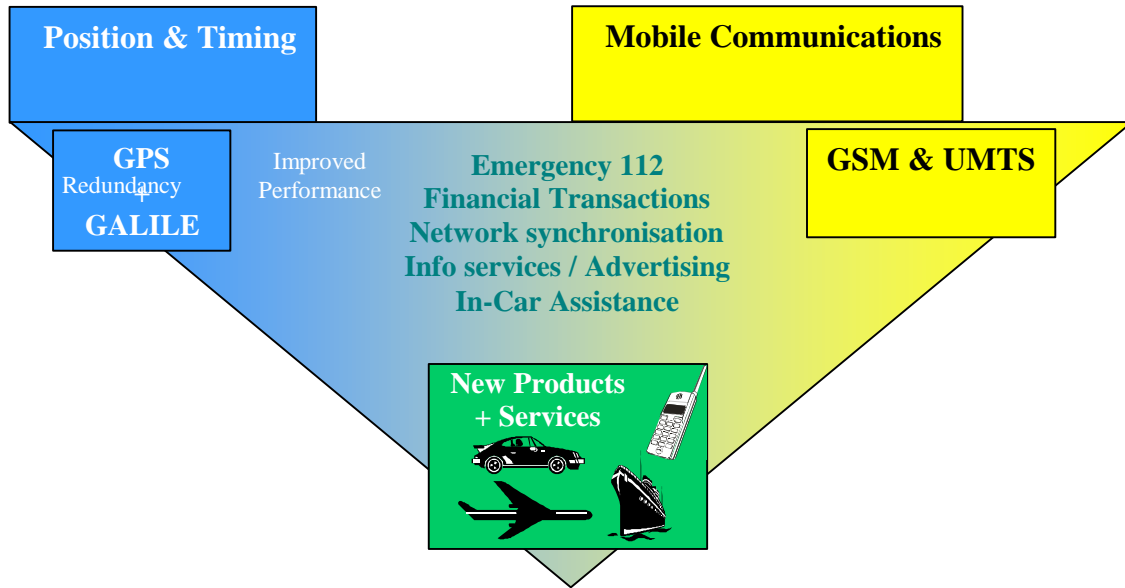 Position & Timing
Mobile Communications
GPS
Redundancy
+
GALILE
Improved
Performance
Emergency 112
Financial Transactions
Network synchronisation
Info services / Advertising
In-Car Assistance
GSM & UMTS
New Products
+ Services